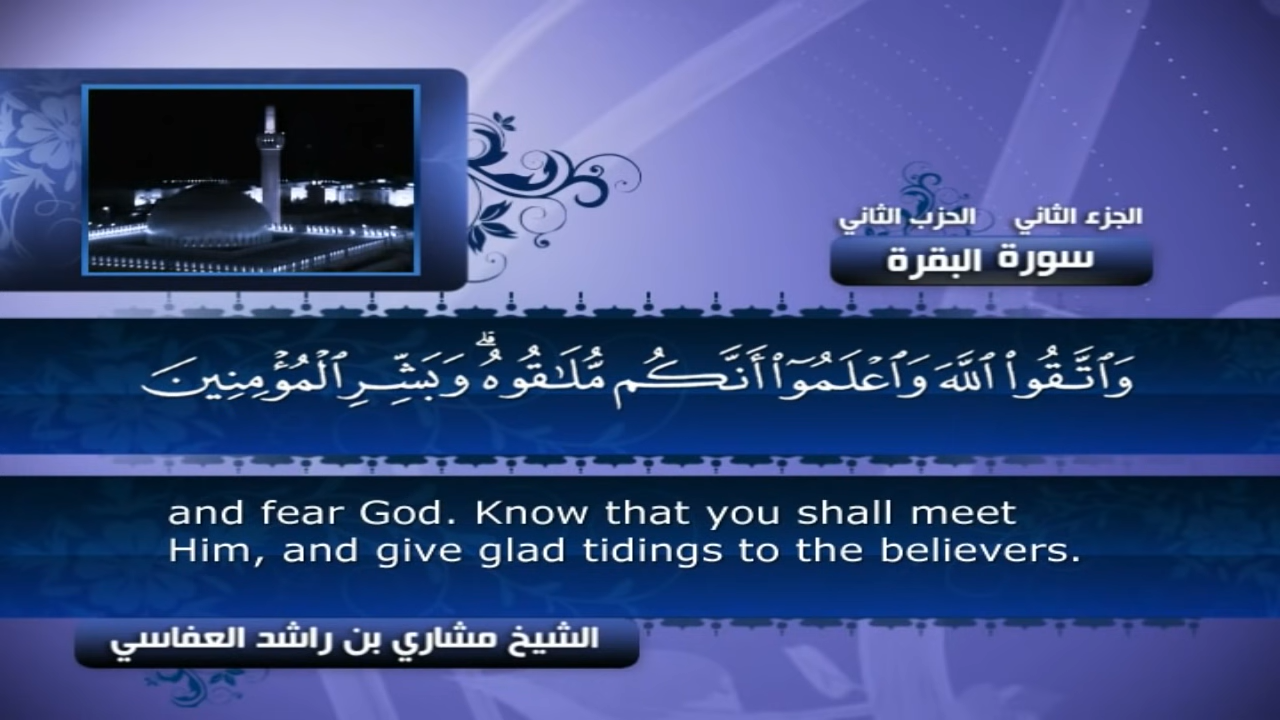 الجزء الثاني الحزب الثاني
سورة البقرة
وَٱتَّقُوا۟ ٱللَّهَ وَٱعْلَمُوٓا۟ أَنَّكُم مُّلَـٰقُوهُ ۗ وَبَشِّرِ ٱلْمُؤْمِنِينَ
and fear God. Know that you shall meet
Him, and give glad tidings to the believers.
الشيخ مشاري بن راشد العفاسي